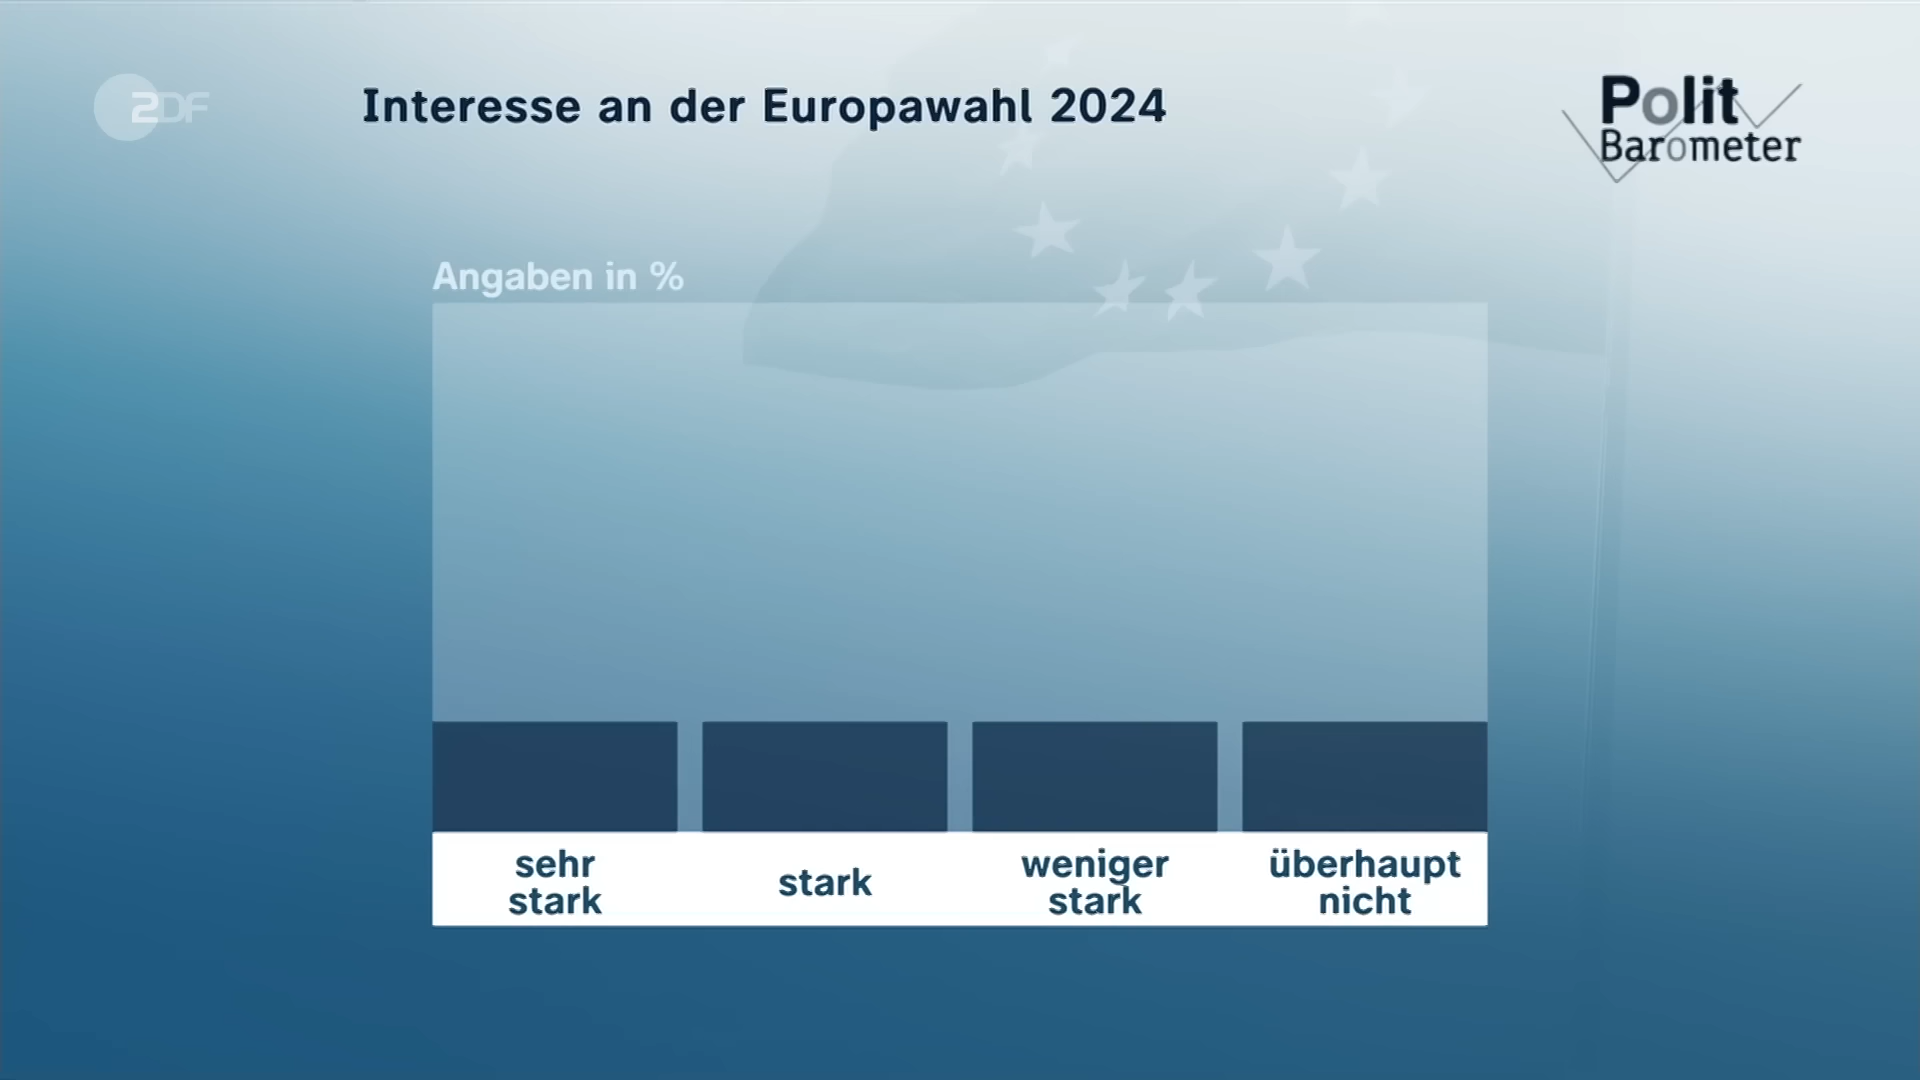 ZDF
Interesse an der Europawahl 2024
Polit
Barometer
Angaben in %
sehr
stark
stark
weniger
stark
überhaupt
nicht